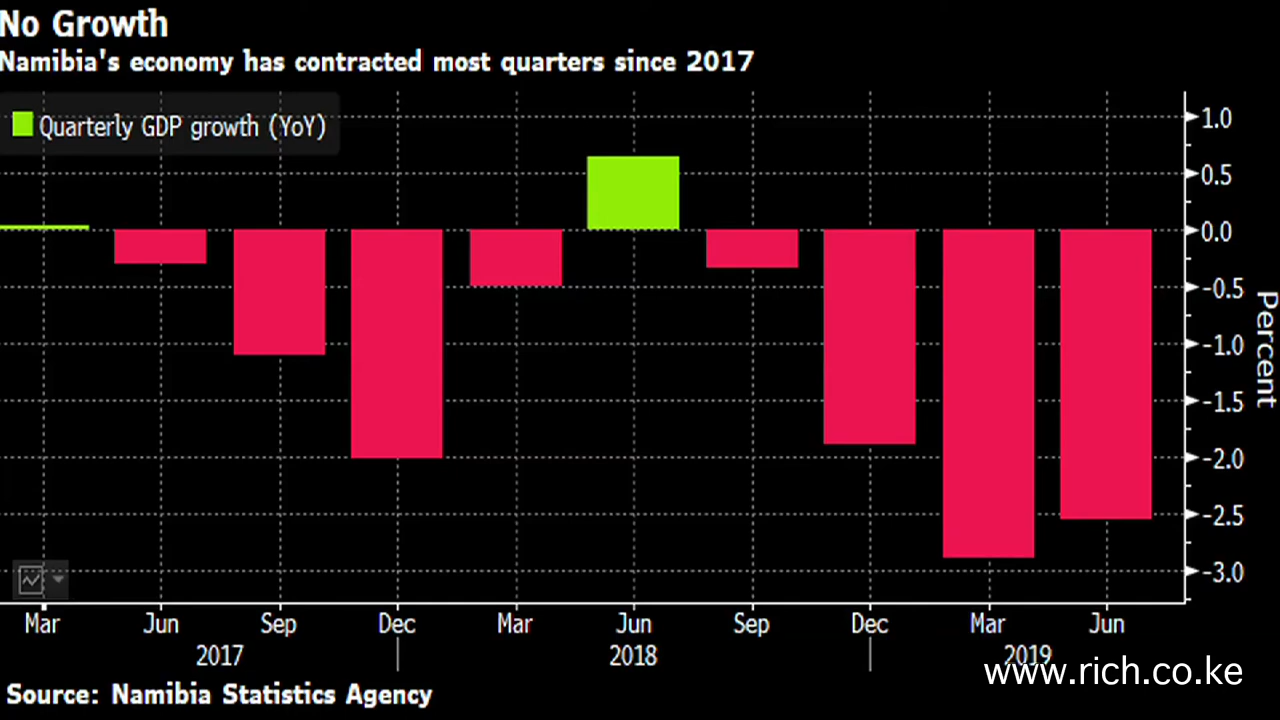 No Growth
Namibia's economy has contracted most quarters since 2017
Quarterly GDP growth (YoY)
1.0
0.5
0.0
-0.5
-1.0
-1.5
-2.0
-2.5
-3.0
Percent
Mar Jun Sep Dec Mar Jun Sep Dec Mar Jun
2017 2018 2019
www.rich.co.ke
Source: Namibia Statistics Agency